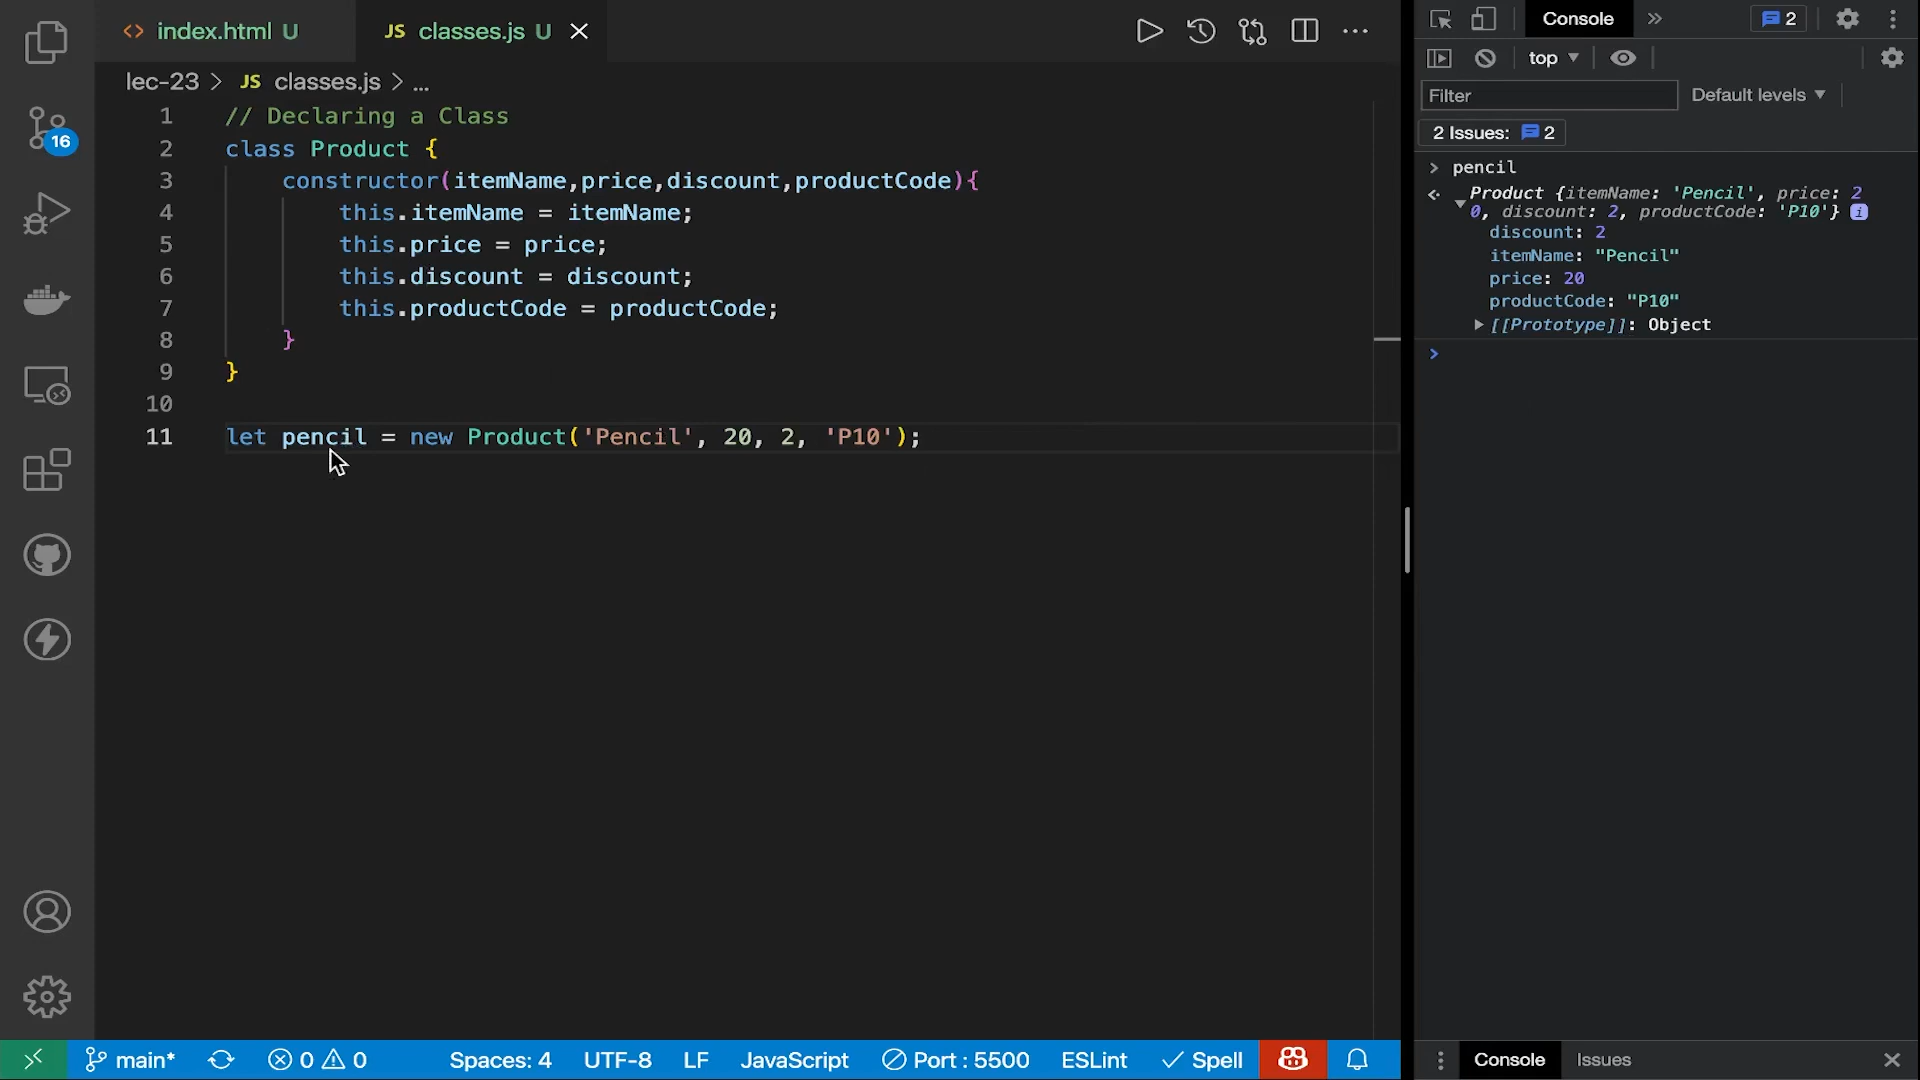 index.html U
JS classes.js U
lec-23 > JS classes.js > ...
1 // Declaring a Class
2 class Product {
3 constructor(itemName,price,discount,productCode){
4 this.itemName = itemName;
5 this.price = price;
6 this.discount = discount;
7 this.productCode = productCode;
8 }
9 }
10
11 let pencil = new Product('Pencil', 20, 2, 'P10');
16
main*
0 0
Spaces: 4
UTF-8
LF
JavaScript
Port : 5500
ESLint
Spell
Console
2
top
Filter
Default levels
2 Issues: 2
pencil
Product {itemName: 'Pencil', price: 2
0, discount: 2, productCode: 'P10'} i
discount: 2
itemName: "Pencil"
price: 20
productCode: "P10"
[[Prototype]]: Object
Console
Issues